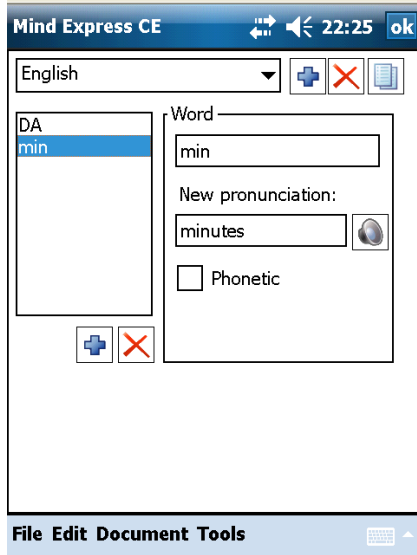 Mind Express CE 22:25 ok
English
DA
min
Word
min
New pronunciation:
minutes
Phonetic
File Edit Document Tools